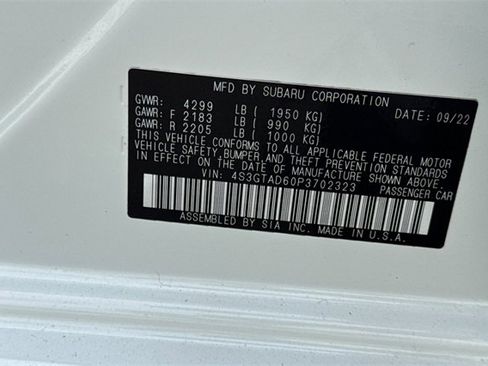 MFD BY SUBARU CORPORATION
GVWR: 4299 LB ( 1950 KG) DATE: 09/22
GAWR: F 2183 LB ( 990 KG)
GAWR: R 2205 LB ( 1000 KG)
THIS VEHICLE CONFORMS TO ALL APPLICABLE FEDERAL MOTOR
VEHICLE SAFETY, BUMPER, AND THEFT PREVENTION STANDARDS
IN EFFECT ON THE DATE OF MANUFACTURE SHOWN ABOVE.
VIN: 4S3GTAD60P3702323 PASSENGER CAR
ASSEMBLED BY SIA INC. MADE IN U.S.A.